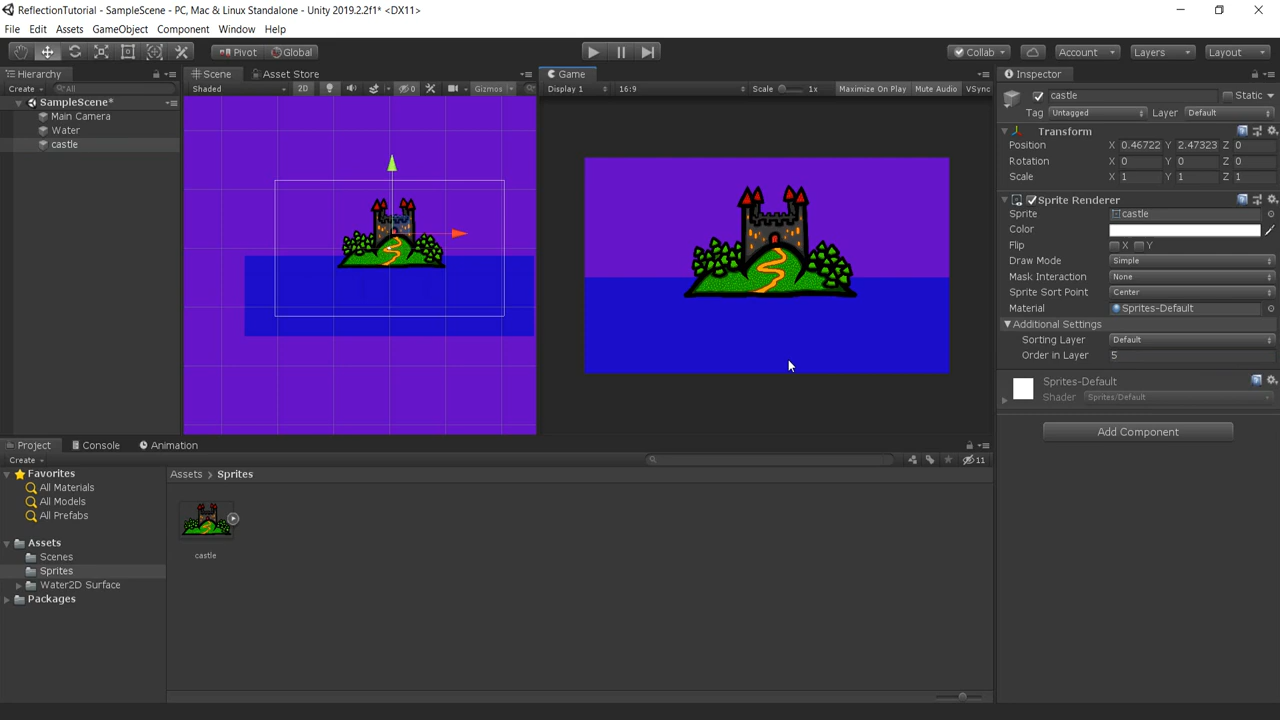 ReflectionTutorial - SampleScene - PC, Mac & Linux Standalone - Unity 2019.2.2f1* <DX11>
File Edit Assets GameObject Component Window Help
Pivot Global Collab Account Layers Layout
Hierarchy
Create All
SampleScene*
Main Camera
Water
castle
Scene Asset Store
Shaded 2D 0 Gizmos
Game
Display 1 16:9 Scale 1x Maximize On Play Mute Audio VSync
Inspector
castle Static
Tag Untagged Layer Default
Transform
Position X 0.46722 Y 2.47323 Z 0
Rotation X 0 Y 0 Z 0
Scale X 1 Y 1 Z 1
Sprite Renderer
Sprite castle
Color
Flip X Y
Draw Mode Simple
Mask Interaction None
Sprite Sort Point Center
Material Sprites-Default
Additional Settings
Sorting Layer Default
Order in Layer 5
Sprites-Default
Shader Sprites/Default
Add Component
Project Console Animation
Create 11
Favorites
All Materials
All Models
All Prefabs
Assets
Scenes
Sprites
Water2D Surface
Packages
Assets > Sprites
castle